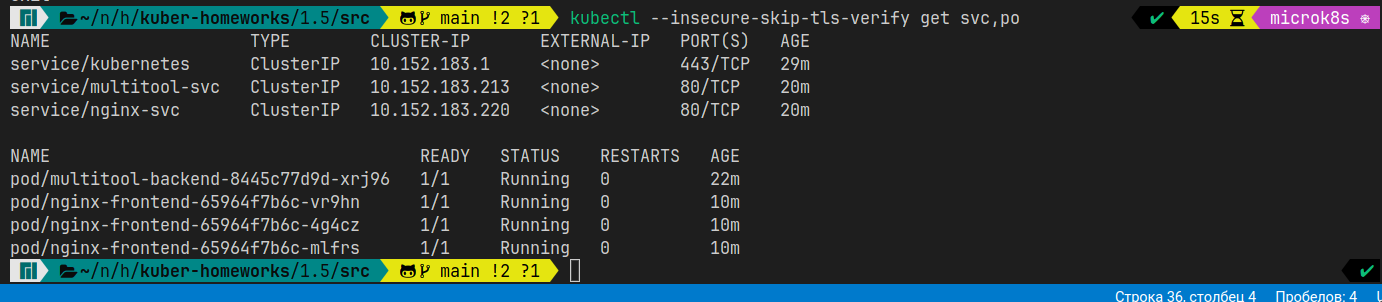 ~/n/h/kuber-homeworks/1.5/src main !2 ?1 kubectl --insecure-skip-tls-verify get svc,po ✔ 15s microk8s
NAME TYPE CLUSTER-IP EXTERNAL-IP PORT(S) AGE
service/kubernetes ClusterIP 10.152.183.1 <none> 443/TCP 29m
service/multitool-svc ClusterIP 10.152.183.213 <none> 80/TCP 20m
service/nginx-svc ClusterIP 10.152.183.220 <none> 80/TCP 20m
NAME READY STATUS RESTARTS AGE
pod/multitool-backend-8445c77d9d-xrj96 1/1 Running 0 22m
pod/nginx-frontend-65964f7b6c-vr9hn 1/1 Running 0 10m
pod/nginx-frontend-65964f7b6c-4g4cz 1/1 Running 0 10m
pod/nginx-frontend-65964f7b6c-mlfrs 1/1 Running 0 10m
~/n/h/kuber-homeworks/1.5/src main !2 ?1 ✔
Строка 36, столбец 4 Пробелов: 4